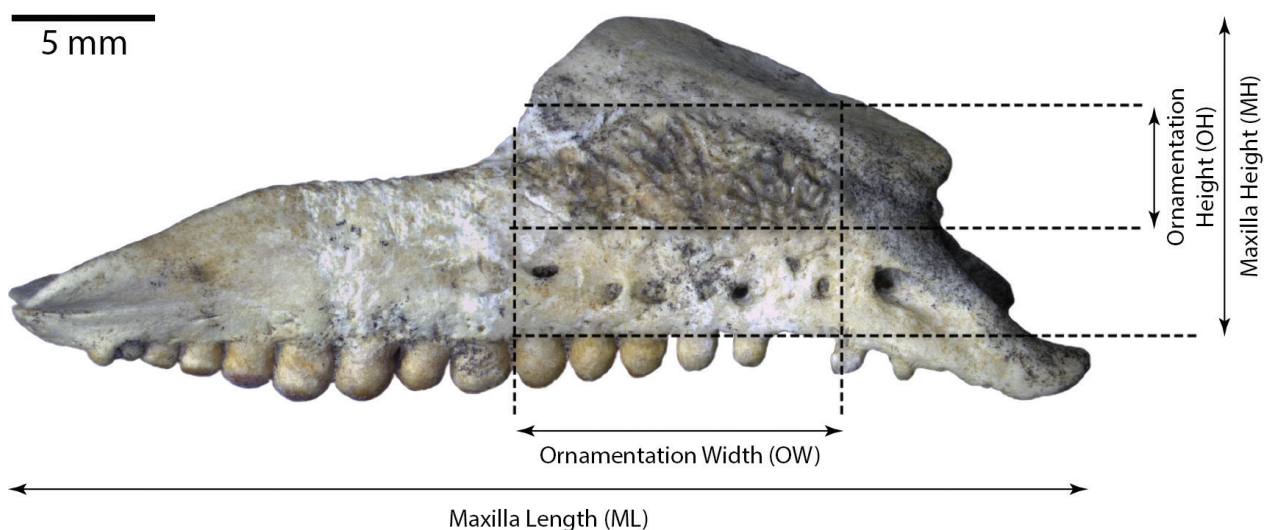 5 mm
Ornamentation
Height (OH)
Maxilla Height (MH)
Ornamentation Width (OW)
Maxilla Length (ML)